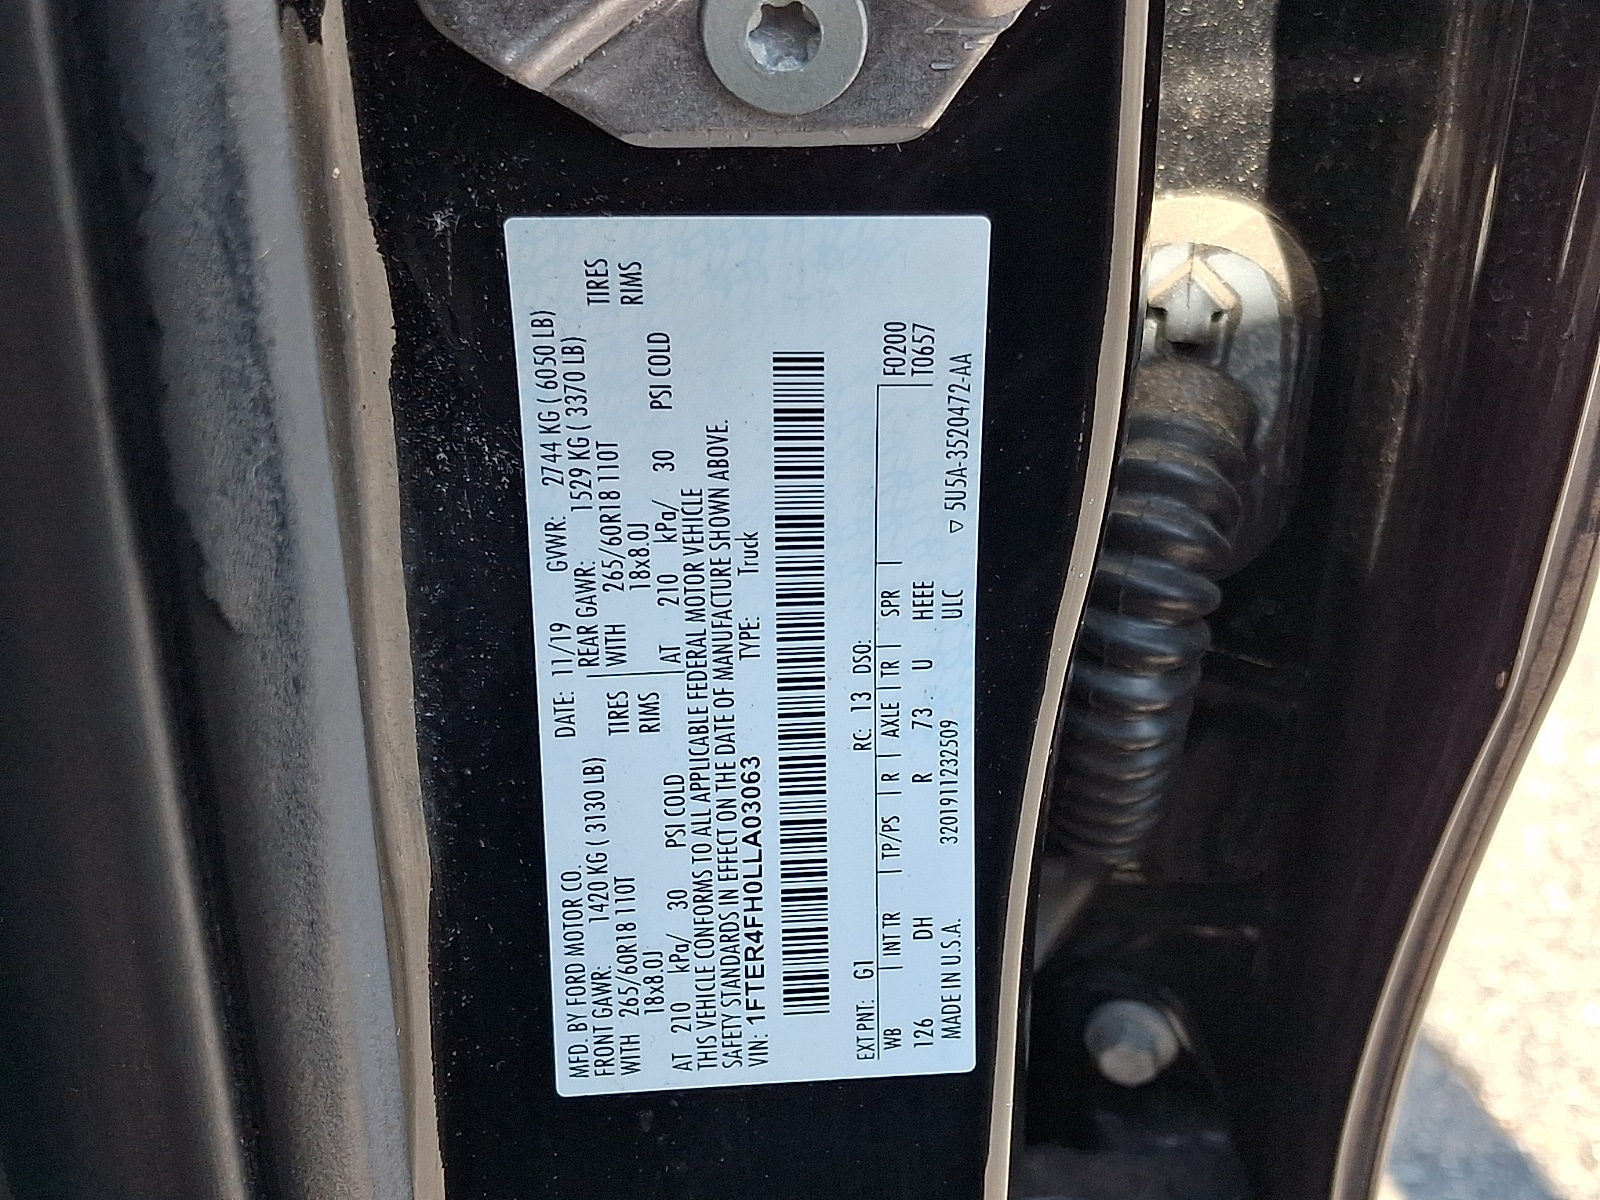 MFD. BY FORD MOTOR CO. DATE: 11/19 GVWR: 2744 KG ( 6050 LB)
FRONT GAWR: 1420 KG ( 3130 LB) REAR GAWR: 1529 KG ( 3370 LB)
WITH 265/60R18 110T TIRES WITH 265/60R18 110T TIRES
18x8.0J RIMS 18x8.0J RIMS
AT 210 kPa/ 30 PSI COLD AT 210 kPa/ 30 PSI COLD
THIS VEHICLE CONFORMS TO ALL APPLICABLE FEDERAL MOTOR VEHICLE
SAFETY STANDARDS IN EFFECT ON THE DATE OF MANUFACTURE SHOWN ABOVE.
VIN: 1FTER4FH0LLA03063 TYPE: Truck
EXT PNT: G1 RC: 13 DSO: F0200
WB INT TR TP/PS R AXLE TR SPR T0657
126 DH R 73 U HEEE
MADE IN U.S.A. 3201911232509 ULC ▽ 5U5A-3520472-AA